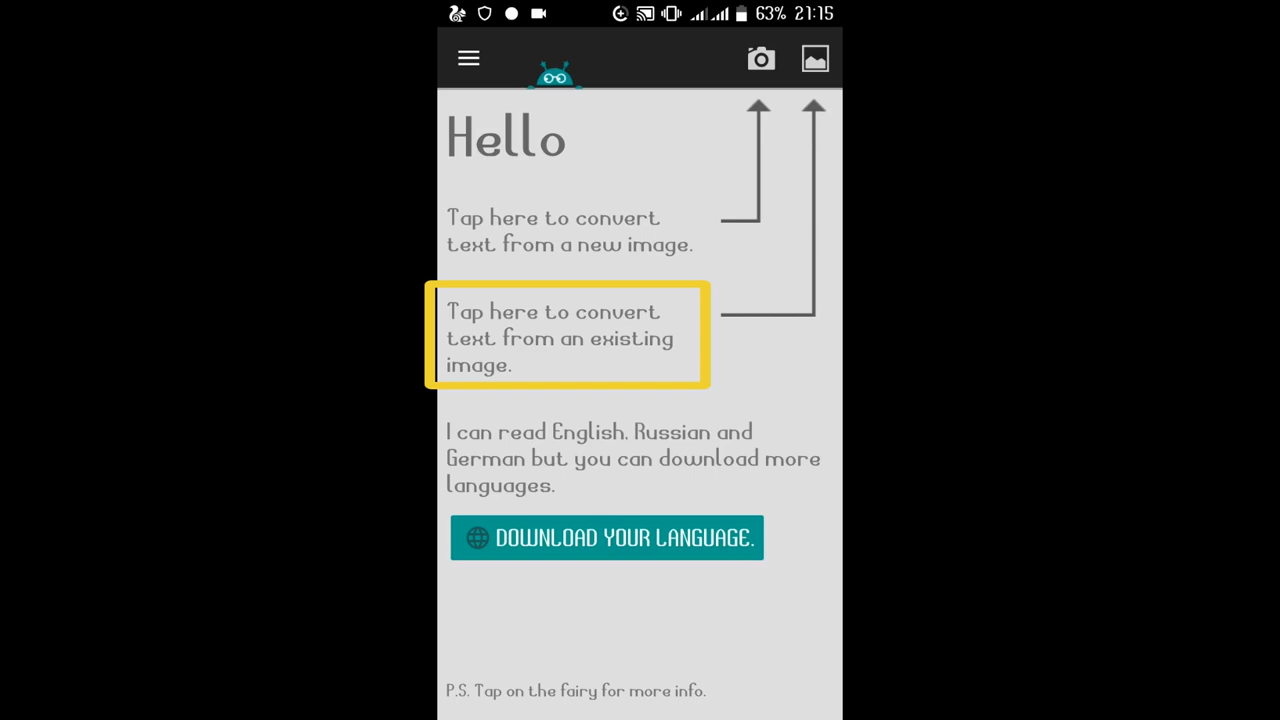 63% 21:15
Hello
Tap here to convert
text from a new image.
Tap here to convert
text from an existing
image.
I can read English, Russian and
German but you can download more
languages.
DOWNLOAD YOUR LANGUAGE.
P.S. Tap on the fairy for more info.